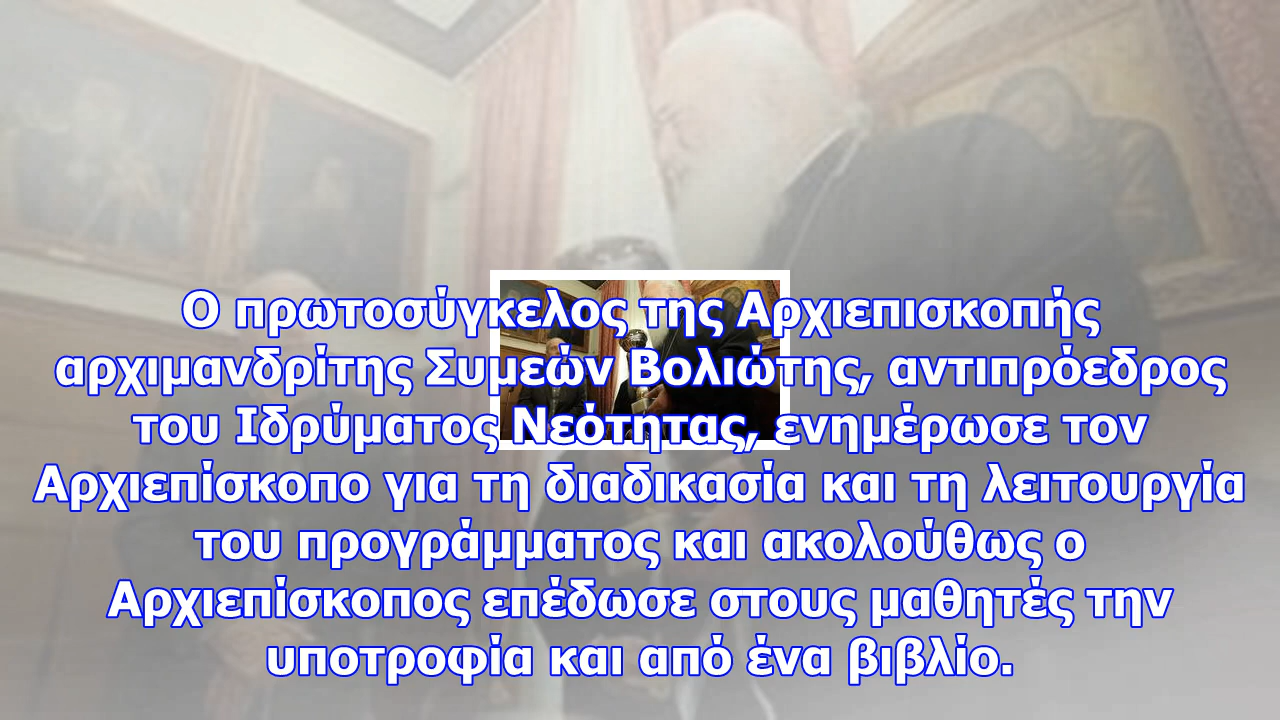 Ο πρωτοσύγκελος της Αρχιεπισκοπής
αρχιμανδρίτης Συμεών Βολιώτης, αντιπρόεδρος
του Ιδρύματος Νεότητας, ενημέρωσε τον
Αρχιεπίσκοπο για τη διαδικασία και τη λειτουργία
του προγράμματος και ακολούθως ο
Αρχιεπίσκοπος επέδωσε στους μαθητές την
υποτροφία και από ένα βιβλίο.